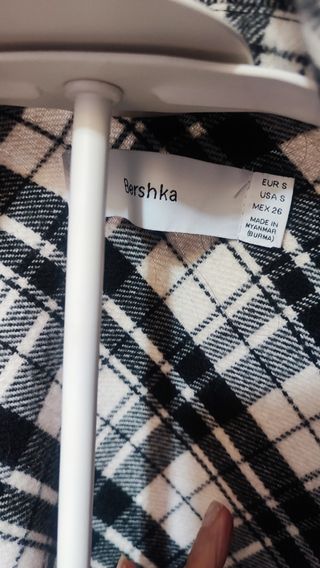 Bershka
EUR S
USA S
MEX 26
MADE IN
MYANMAR
(BURMA)